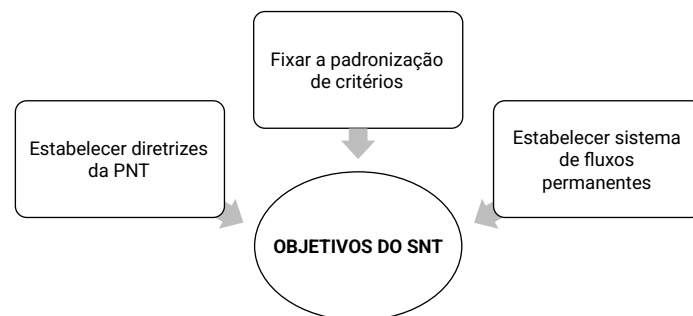 Fixar a padronização
de critérios
Estabelecer diretrizes
da PNT
Estabelecer sistema
de fluxos
permanentes
OBJETIVOS DO SNT